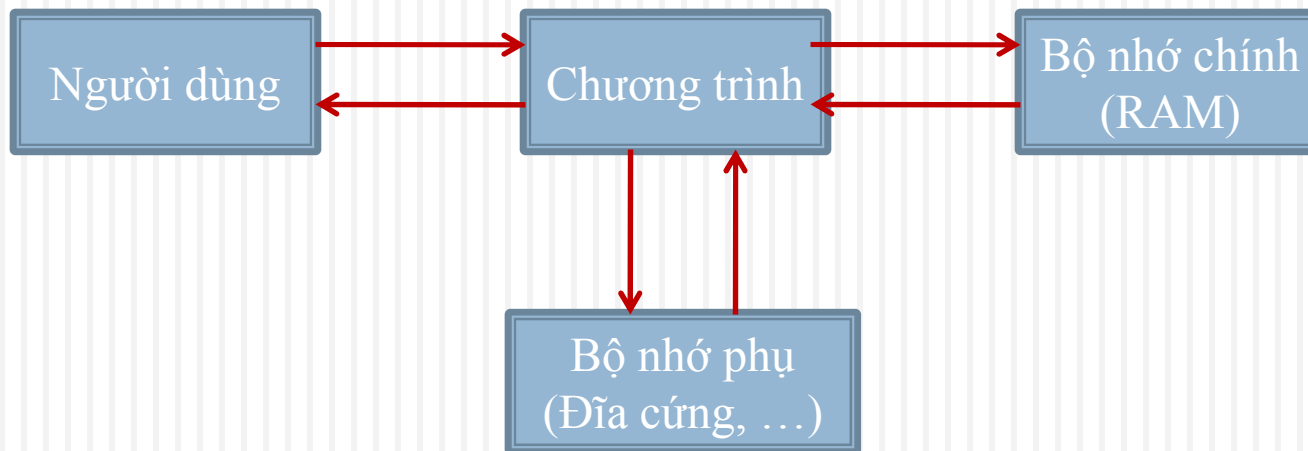 Người dùng
Chương trình
Bộ nhớ chính
(RAM)
Bộ nhớ phụ
(Đĩa cứng, …)